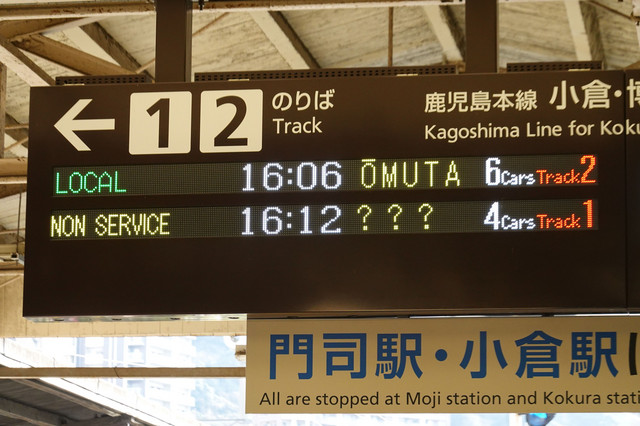 1 2 のりば 鹿児島本線 小倉・博
Track Kagoshima Line for Koku
LOCAL 16:06 ŌMUTA 6Cars Track2
NON SERVICE 16:12 ? ? ? 4Cars Track1
門司駅・小倉駅
All are stopped at Moji station and Kokura stati